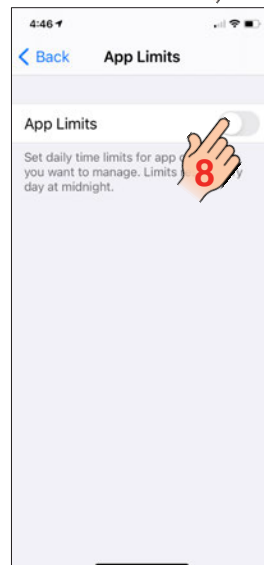 4:46
Back App Limits
App Limits
Set daily time limits for app
you want to manage. Limits y
day at midnight.
8